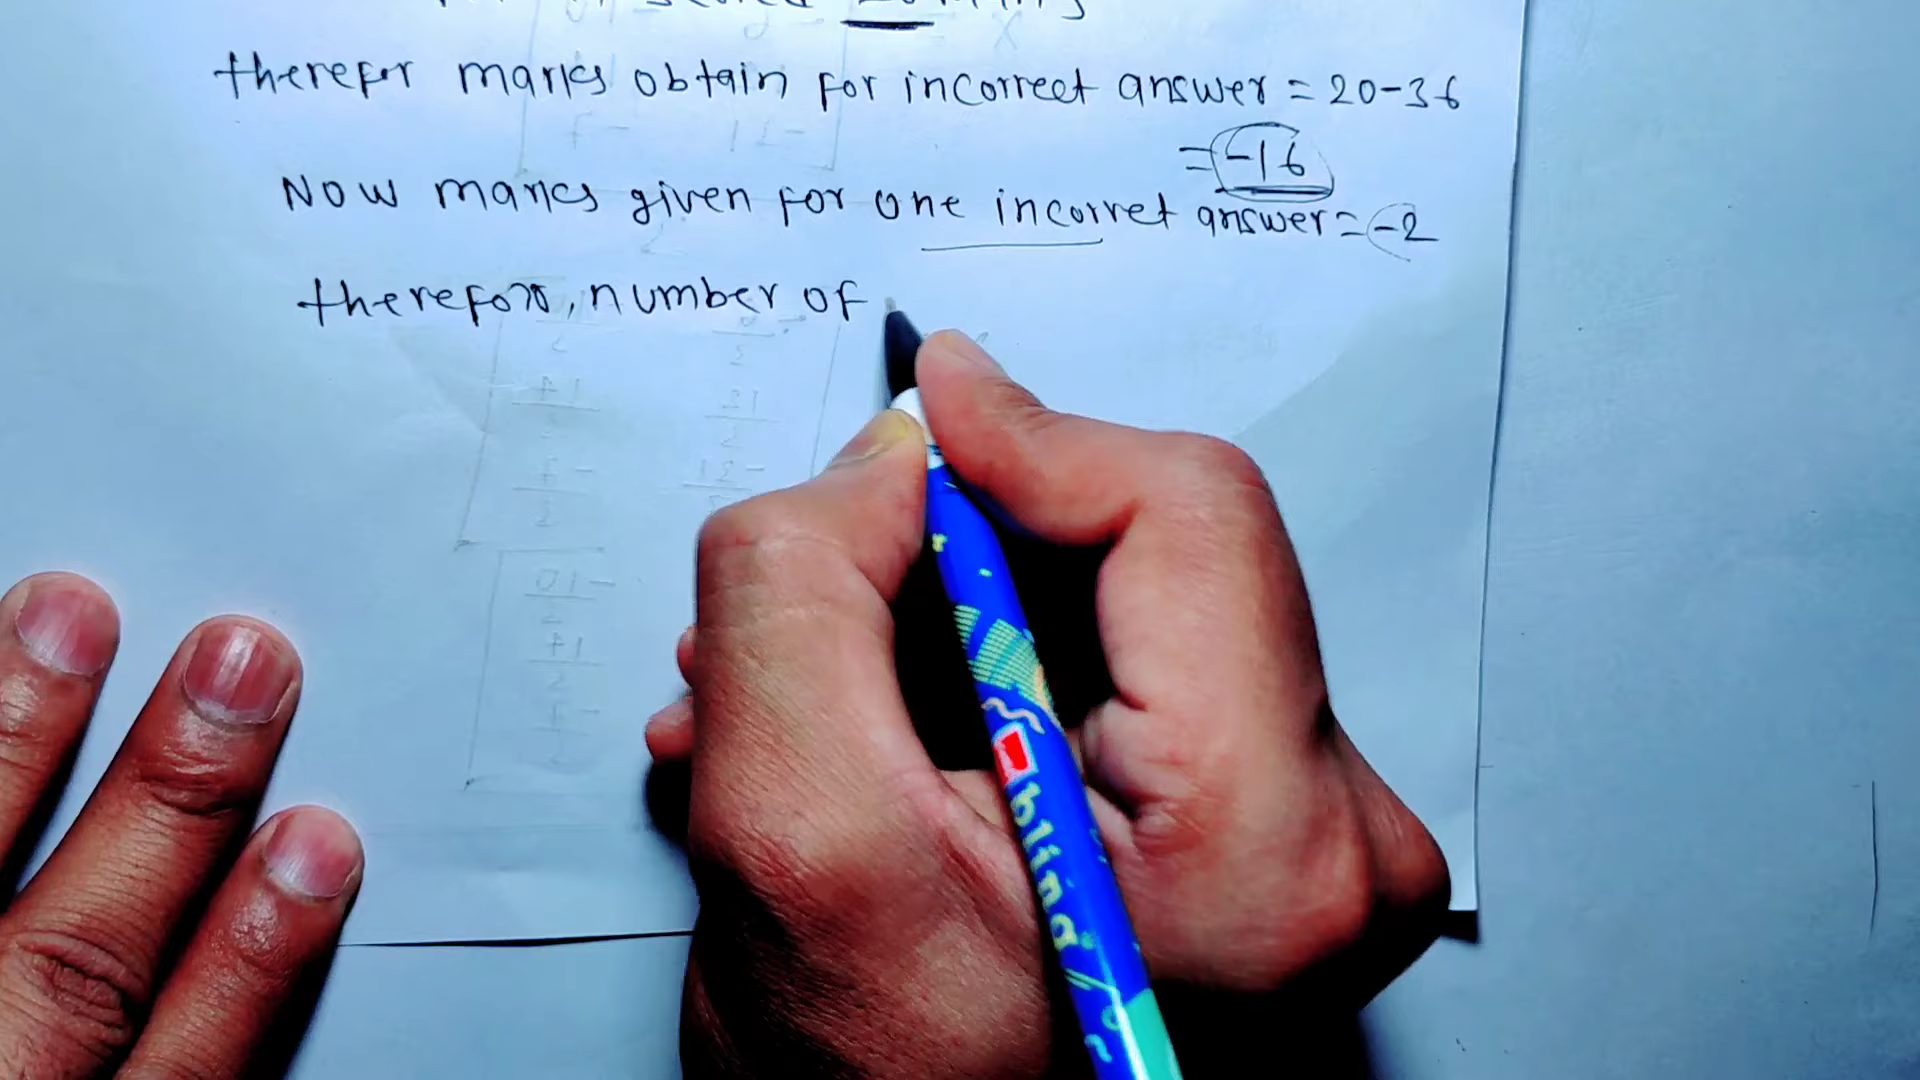 therefor marks obtain for incorrect answer = 20-36
= -16
Now marks given for one incorret answer = -2
therefore, number of
blina